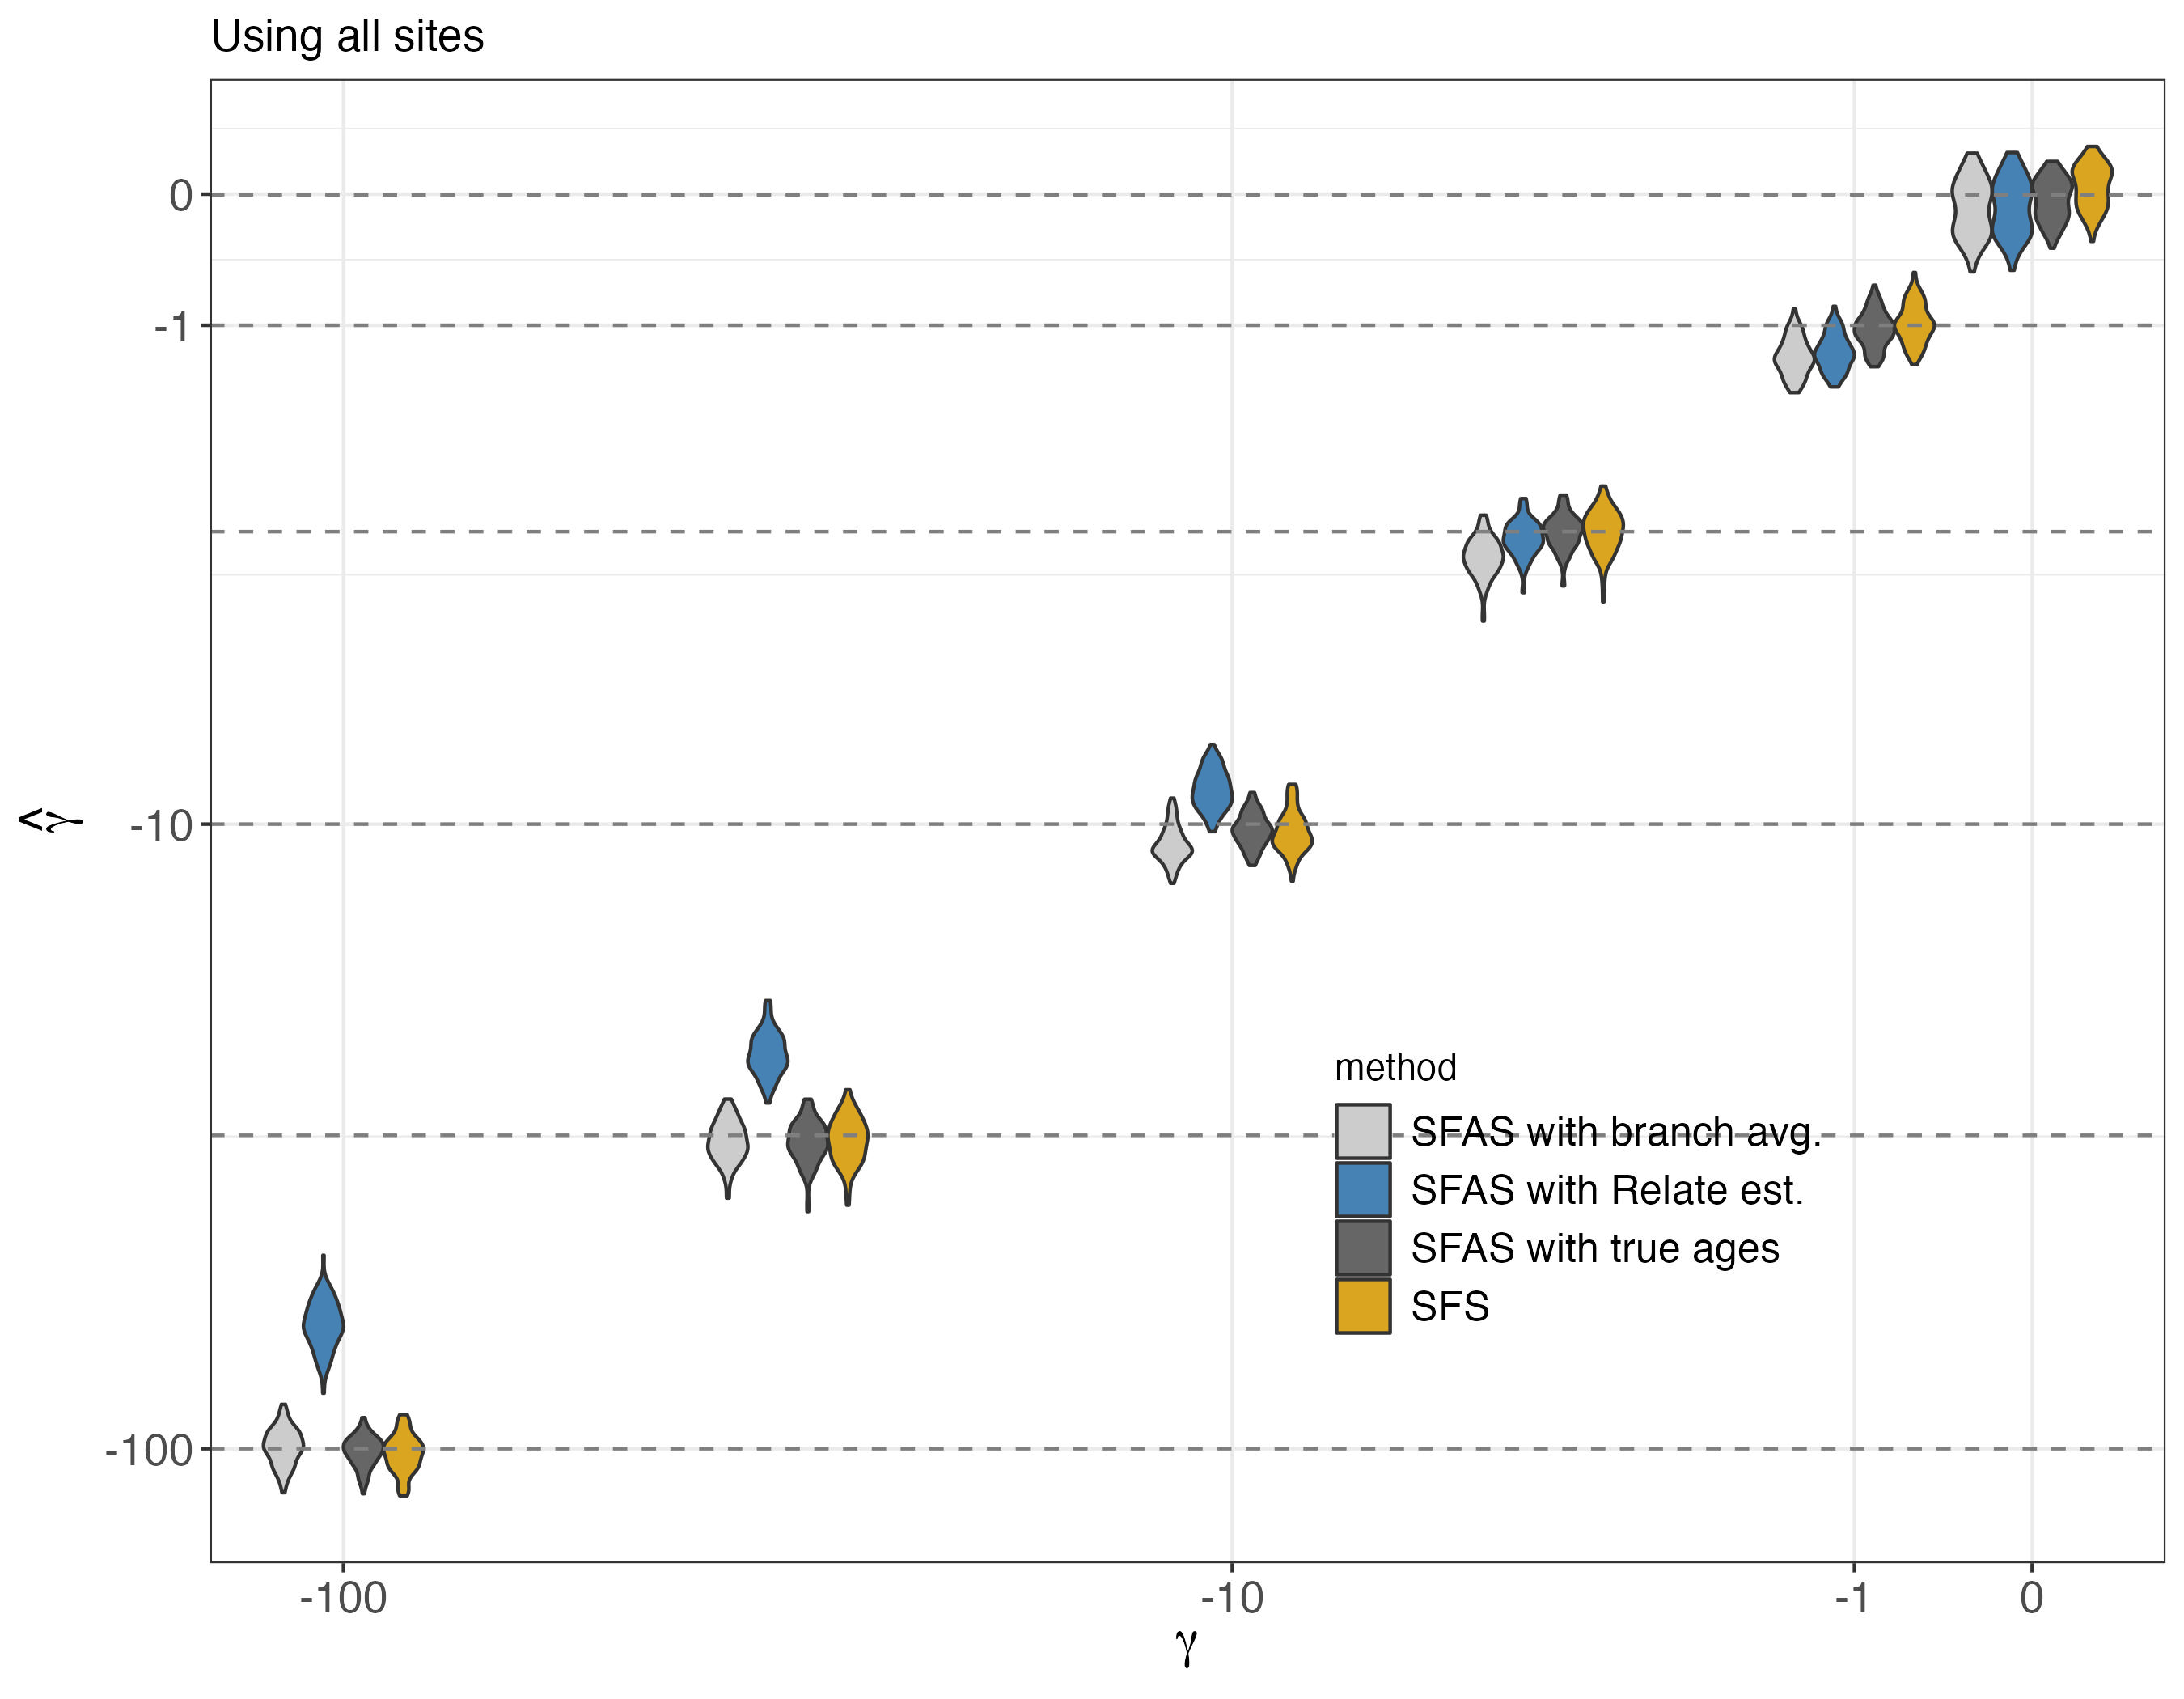 Using all sites
0
-1
-10
-100
γ̂
-100
-10
-1
0
γ
method
SFAS with branch avg.
SFAS with Relate est.
SFAS with true ages
SFS